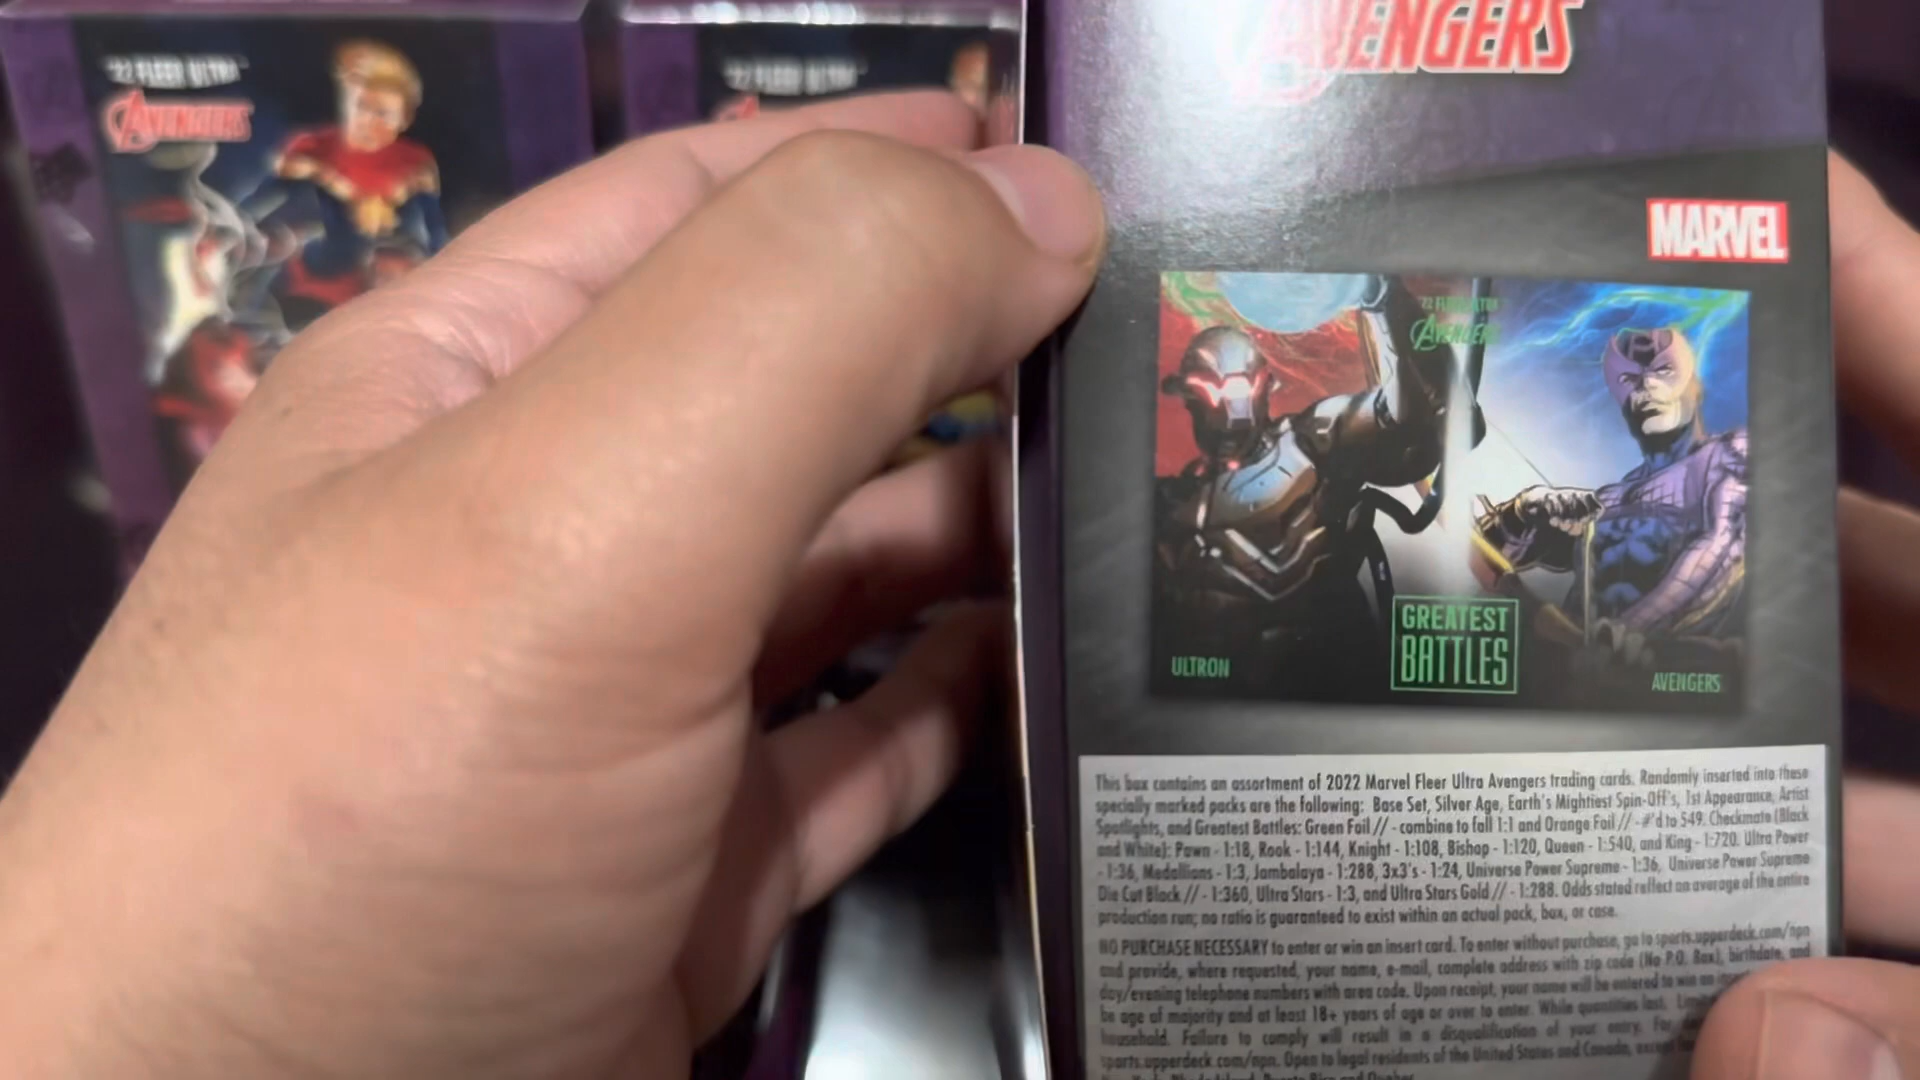 '22 FLEER ULTRA
AVENGERS
'22 FLEER ULTRA
AVENGERS
MARVEL
'22 FLEER ULTRA
AVENGERS
GREATEST
BATTLES
ULTRON
AVENGERS
This box contains an assortment of 2022 Marvel Fleer Ultra Avengers trading cards. Randomly inserted into these
specially marked packs are the following: Base Set, Silver Age, Earth's Mightiest Spin-Off's, 1st Appearance, Artist
Spotlights, and Greatest Battles: Green Foil // - combine to fall 1:1 and Orange Foil // - #'d to 549. Checkmate (Black
and White): Pawn - 1:18, Rook - 1:144, Knight - 1:108, Bishop - 1:120, Queen - 1:540, and King - 1:720. Ultra Power
- 1:36, Medallions - 1:3, Jambalaya - 1:288, 3x3's - 1:24, Universe Power Supreme - 1:36, Universe Power Supreme
Die Cut Black // - 1:360, Ultra Stars - 1:3, and Ultra Stars Gold // - 1:288. Odds stated reflect an average of the entire
production run; no ratio is guaranteed to exist within an actual pack, box, or case.
NO PURCHASE NECESSARY to enter or win an insert card. To enter without purchase, go to sports.upperdeck.com/npn
and provide, where requested, your name, e-mail, complete address with zip code (No P.O. Box), birthdate, and
day/evening telephone numbers with area code. Upon receipt, your name will be entered to win an
be age of majority and at least 18+ years of age or over to enter. While quantities last.
household. Failure to comply will result in a disqualification of your entry. For
sports.upperdeck.com/npn. Open to legal residents of the United States and Canada,
Puerto Rico and Quebec